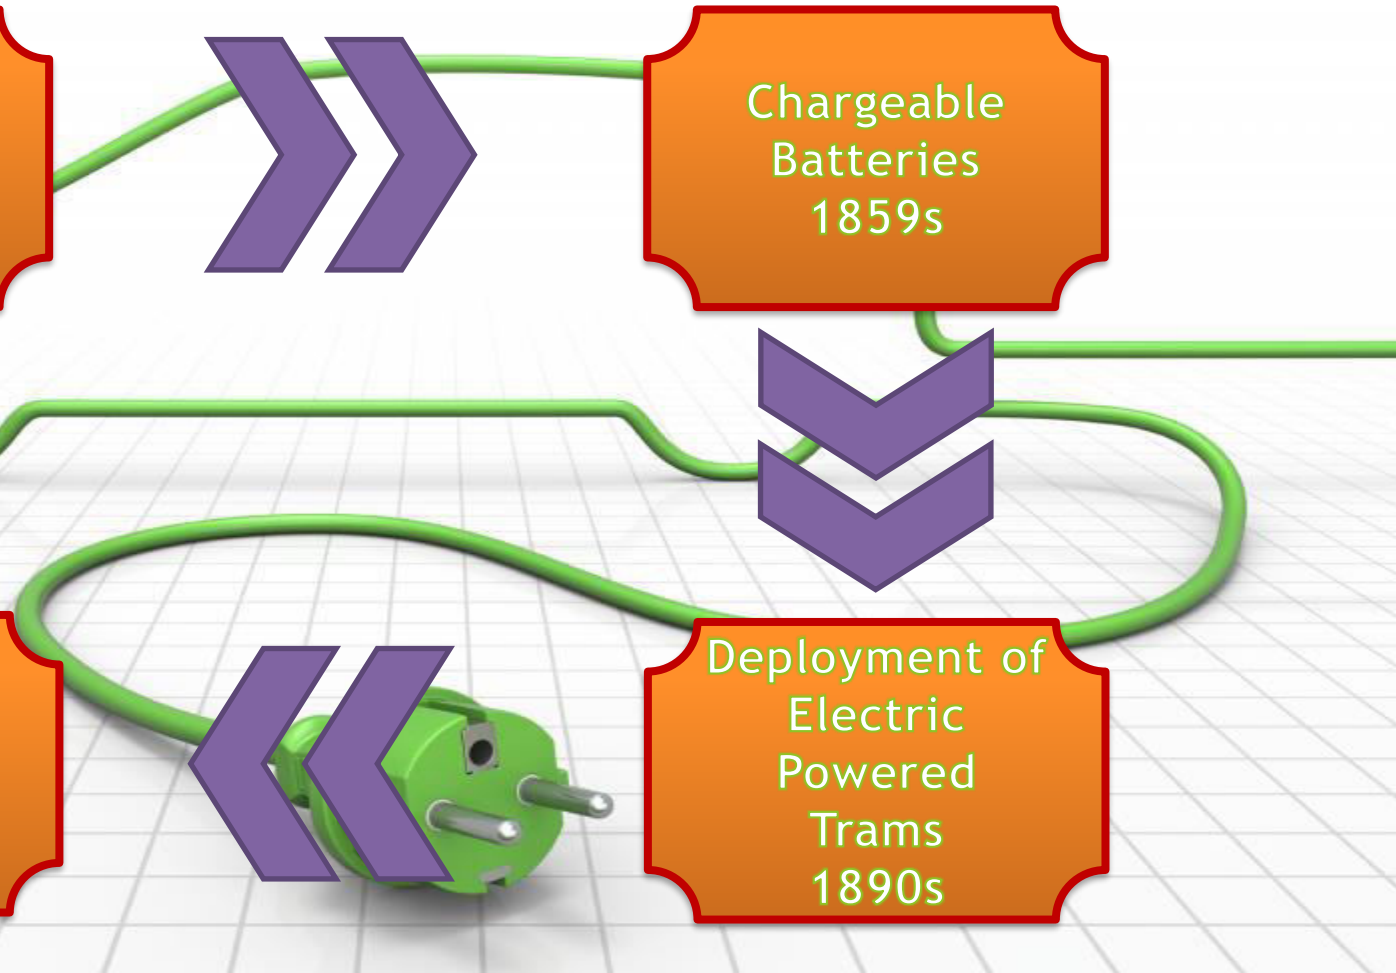 Chargeable
Batteries
1859s
Deployment of
Electric
Powered
Trams
1890s